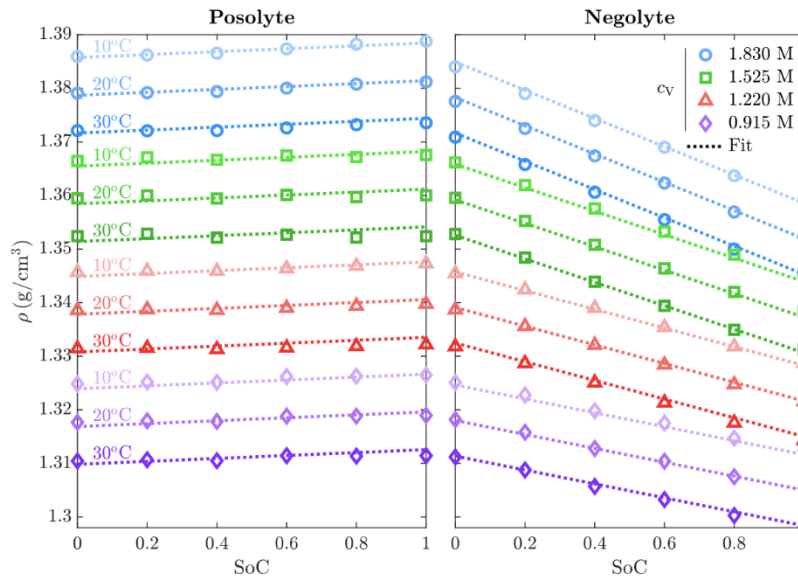 Posolyte
Negolyte
1.39
1.38
1.37
1.36
1.35
1.34
1.33
1.32
1.31
1.3
ρ (g/cm³)
10°C
20°C
30°C
10°C
20°C
30°C
10°C
20°C
30°C
10°C
20°C
30°C
cV
1.830 M
1.525 M
1.220 M
0.915 M
Fit
0 0.2 0.4 0.6 0.8 1
0 0.2 0.4 0.6 0.8
SoC
SoC